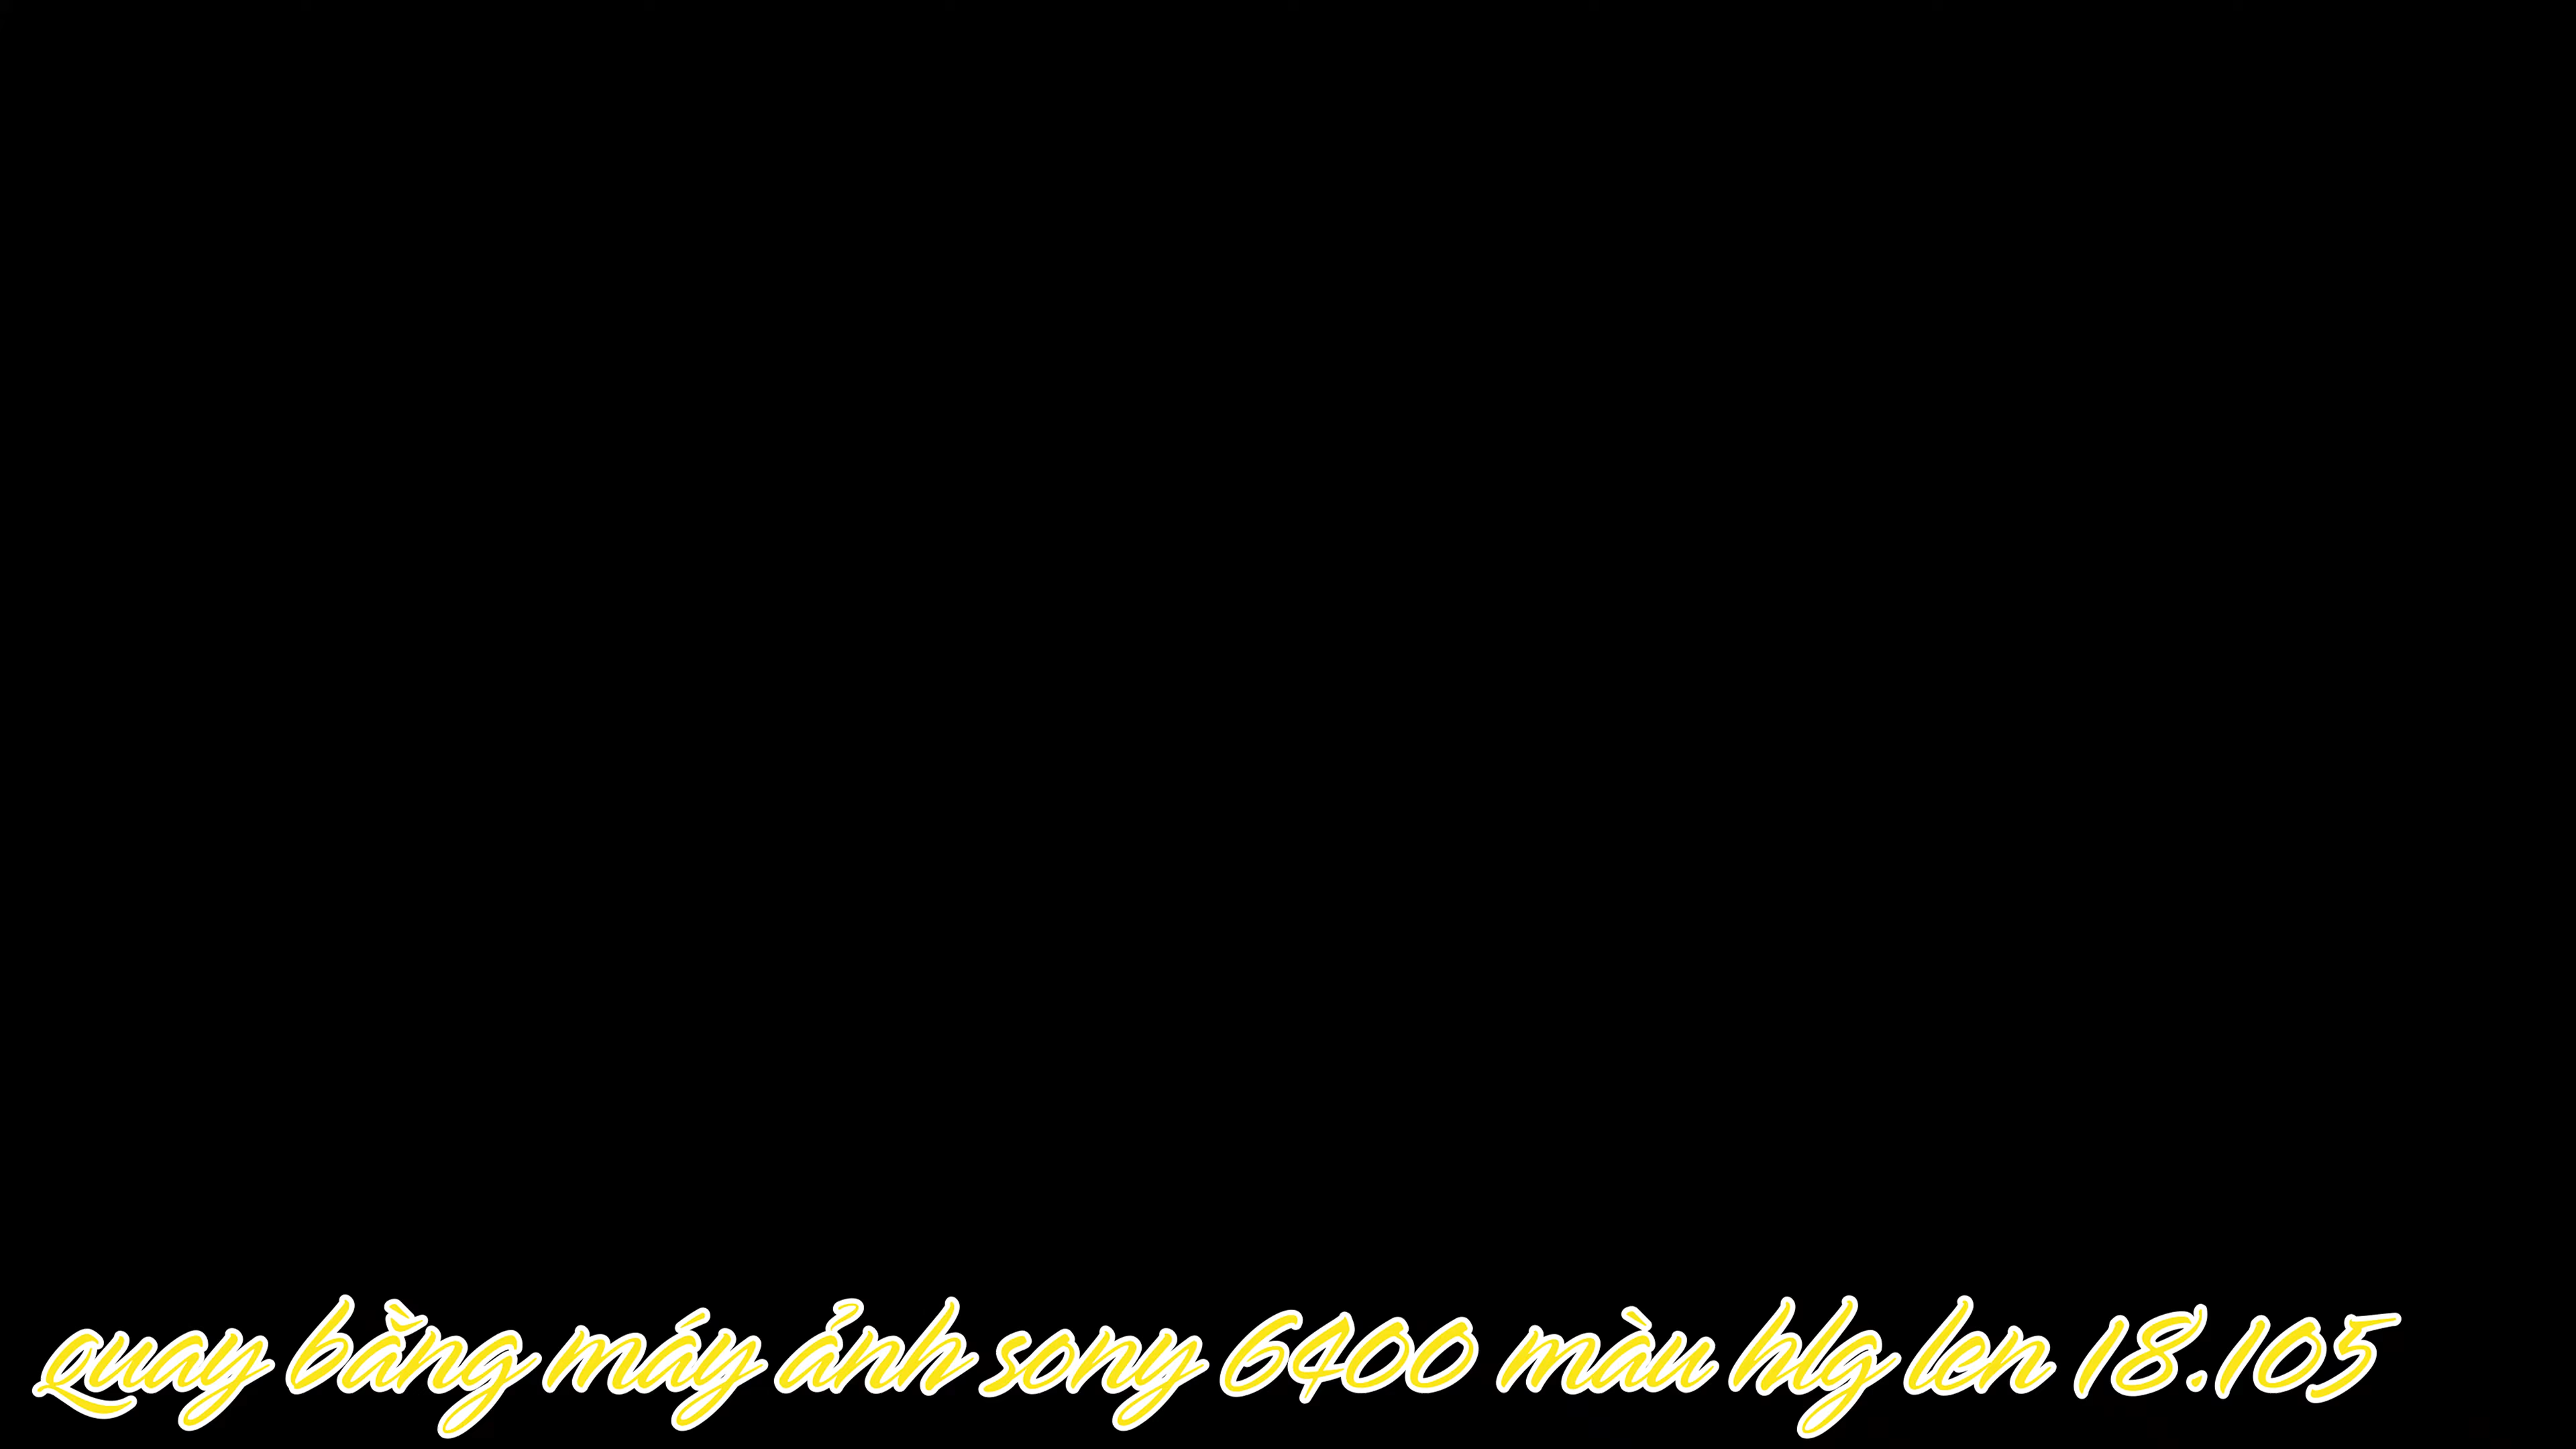 quay bằng máy ảnh sony 6400 màu hlg len 18.105